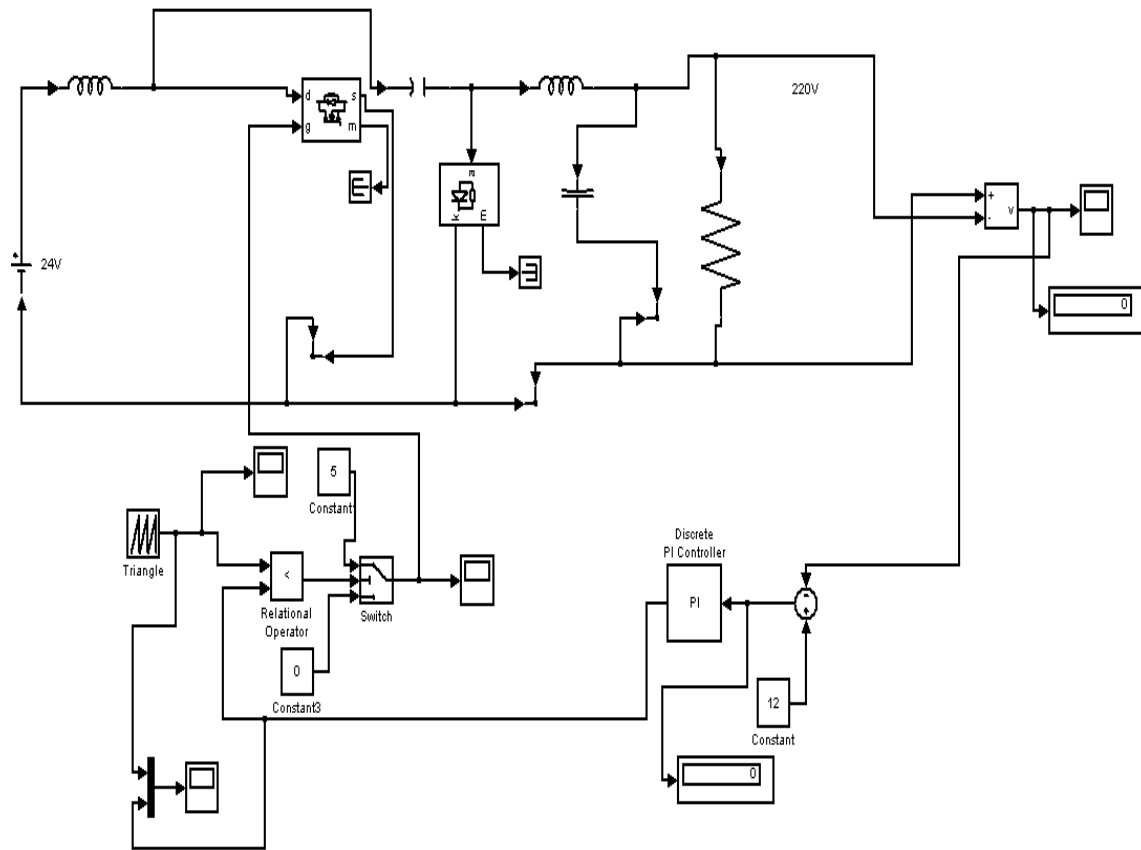 220V
d
s
g
m
a
k
m
24V
+
-
v
0
5
Constant1
Triangle
<
Relational
Operator
Switch
0
Constant3
Discrete
PI Controller
PI
-
+
12
Constant
0